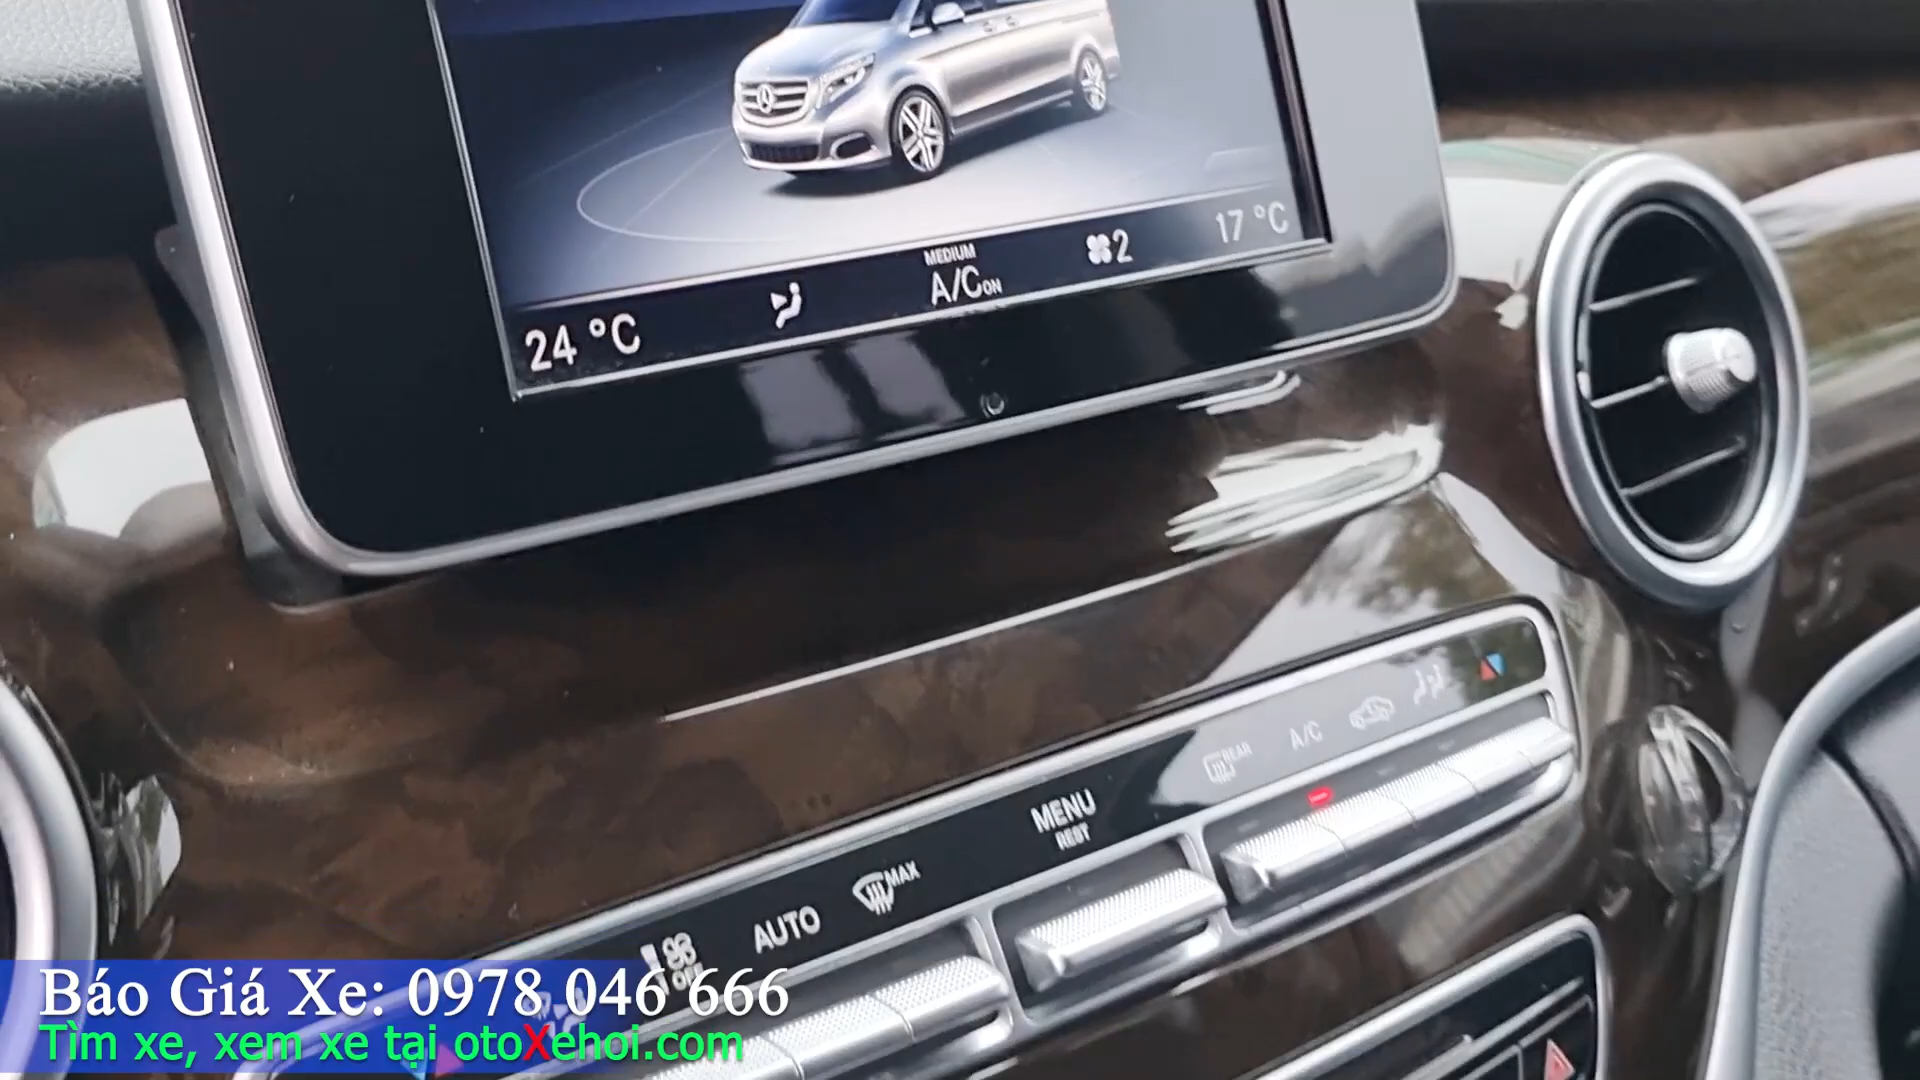 MEDIUM
24 °C A/C ON 2 17 °C
REAR A/C
MENU
REST
MAX
AUTO
OFF
Báo Giá Xe: 0978 046 666
Tìm xe, xem xe tại otoXehoi.com